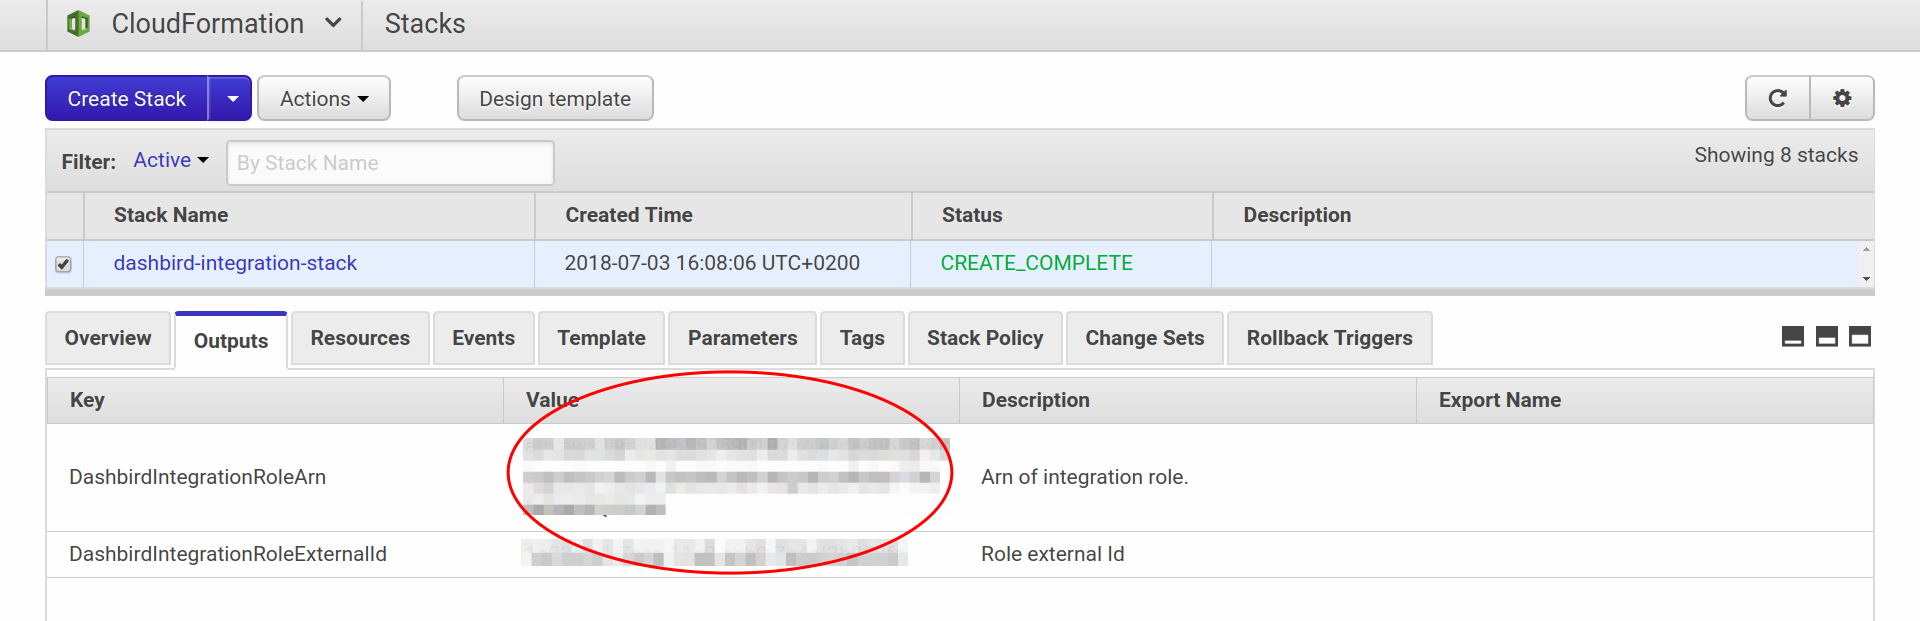 CloudFormation Stacks
Create Stack Actions Design template
Filter: Active By Stack Name Showing 8 stacks
Stack Name Created Time Status Description
dashbird-integration-stack 2018-07-03 16:08:06 UTC+0200 CREATE_COMPLETE
Overview Outputs Resources Events Template Parameters Tags Stack Policy Change Sets Rollback Triggers
Key Value Description Export Name
DashbirdIntegrationRoleArn Arn of integration role.
DashbirdIntegrationRoleExternalId Role external Id